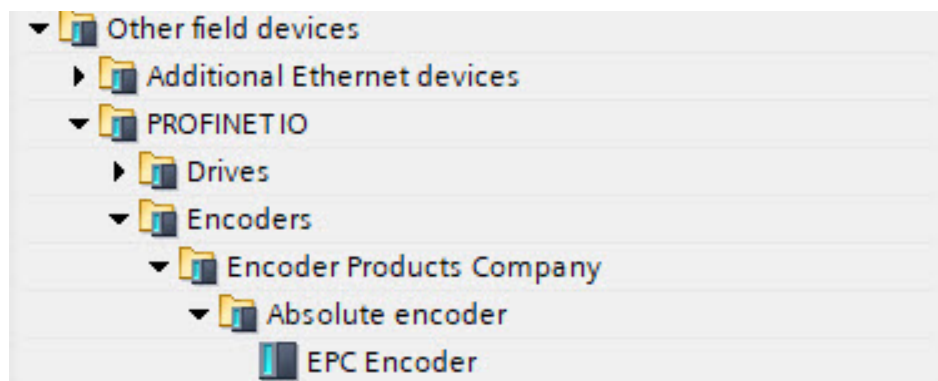 Other field devices
Additional Ethernet devices
PROFINET IO
Drives
Encoders
Encoder Products Company
Absolute encoder
EPC Encoder